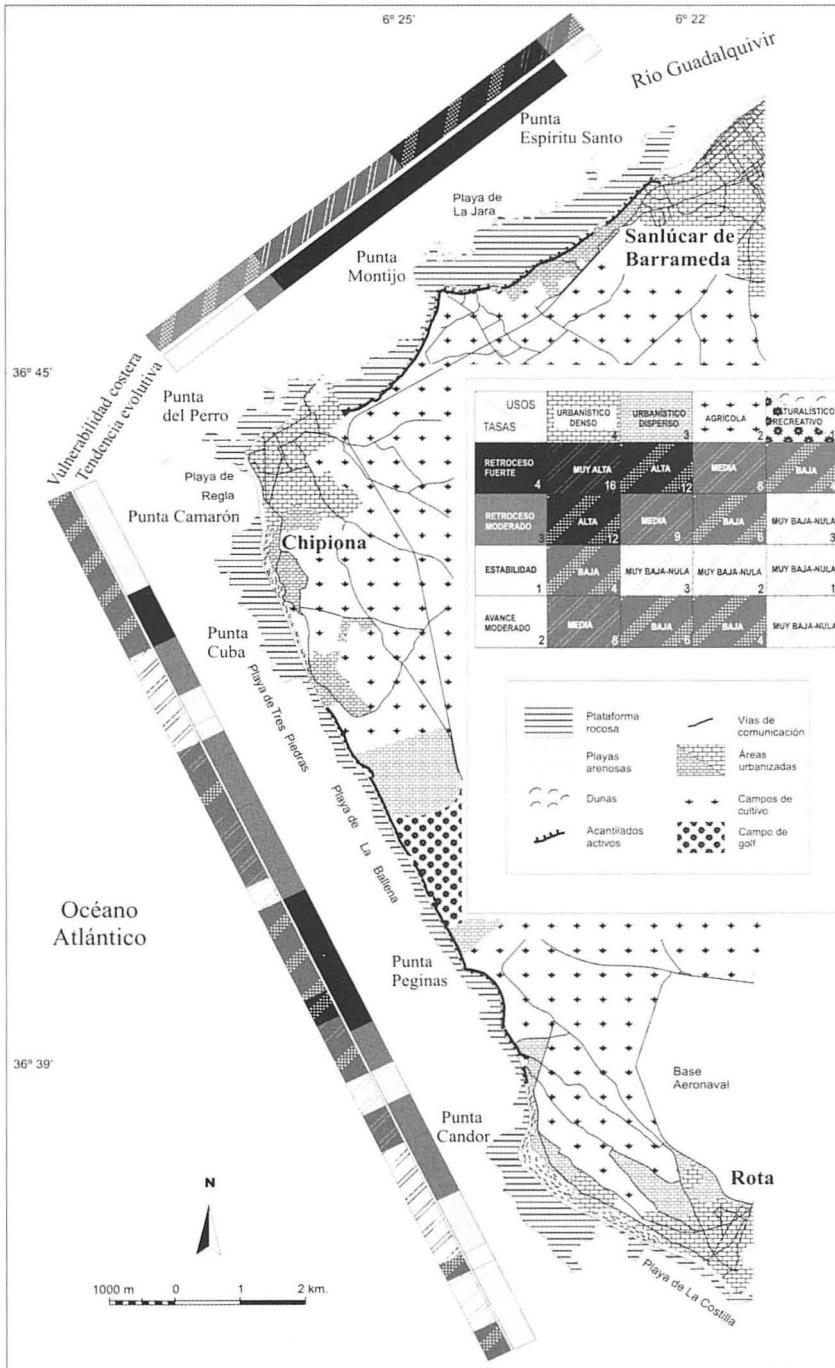 6º 25'
6º 22'
Río Guadalquivir
Punta
Espíritu Santo
Playa de
La Jara
Sanlúcar de
Barrameda
Punta
Montijo
36º 45'
Vulnerabilidad costera
Tendencia evolutiva
Punta
del Perro
Playa de
Regla
Punta Camarón
Chipiona
Punta
Cuba
Playa de Tres Piedras
Playa de La Ballena
Océano
Atlántico
Punta
Peginas
36º 39'
Base
Aeronaval
Punta
Candor
Rota
Playa de La Costilla
N
1000 m 0 1 2 km.
USOS
TASAS
URBANÍSTICO
DENSO
4
URBANÍSTICO
DISPERSO
3
AGRÍCOLA
2
NATURALÍSTICO
RECREATIVO
1
RETROCESO
FUERTE
4
MUY ALTA
16
ALTA
12
MEDIA
8
BAJA
4
RETROCESO
MODERADO
3
ALTA
12
MEDIA
9
BAJA
6
MUY BAJA-NULA
3
ESTABILIDAD
1
BAJA
4
MUY BAJA-NULA
3
MUY BAJA-NULA
2
MUY BAJA-NULA
1
AVANCE
MODERADO
2
MEDIA
8
BAJA
6
BAJA
4
MUY BAJA-NULA
Plataforma
rocosa
Vías de
comunicación
Playas
arenosas
Áreas
urbanizadas
Dunas
Campos de
cultivo
Acantilados
activos
Campo de
golf